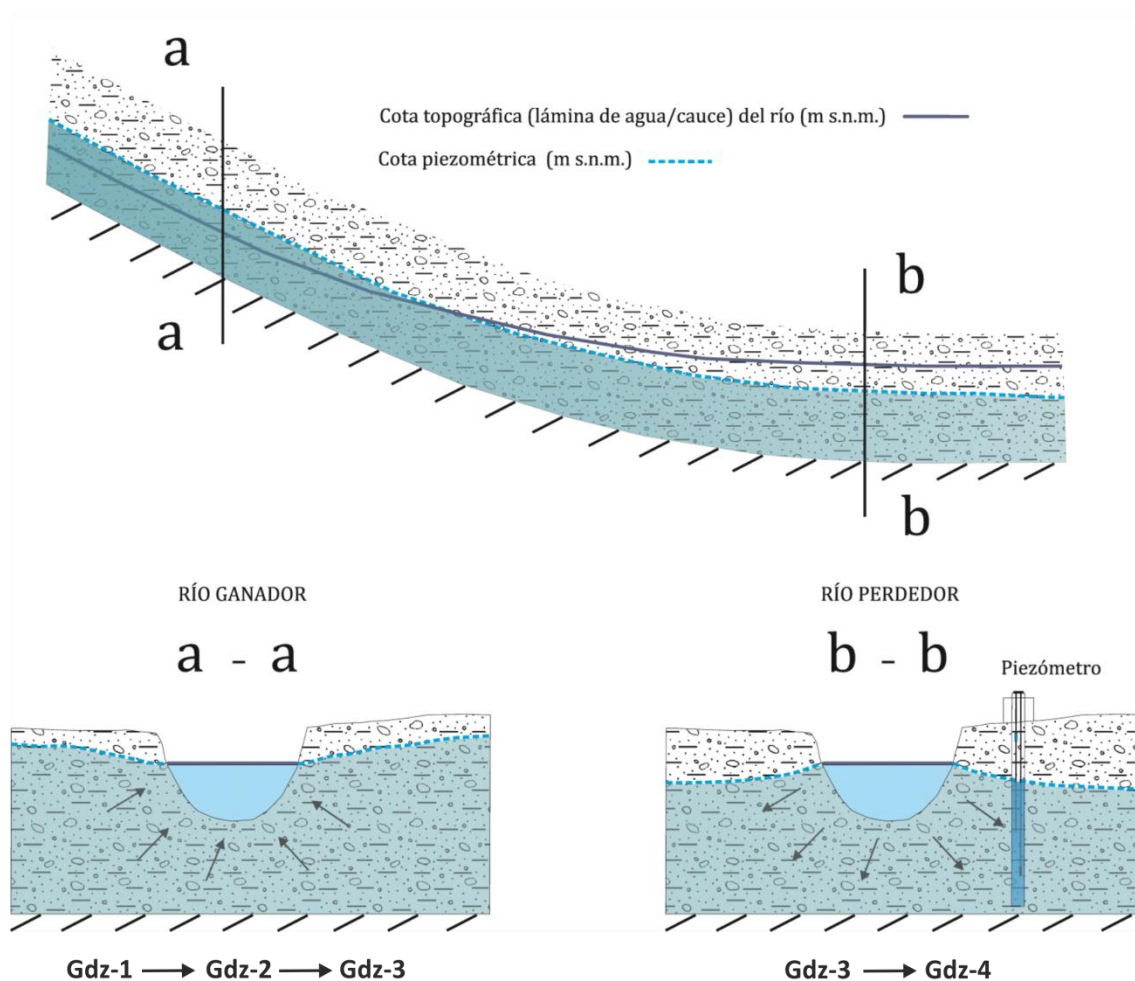 a
Cota topográfica (lámina de agua/cauce) del río (m s.n.m.)
Cota piezométrica (m s.n.m.)
b
a
b
RÍO GANADOR
RÍO PERDEDOR
a - a
b - b
Piezómetro
Gdz-1 → Gdz-2 → Gdz-3
Gdz-3 → Gdz-4